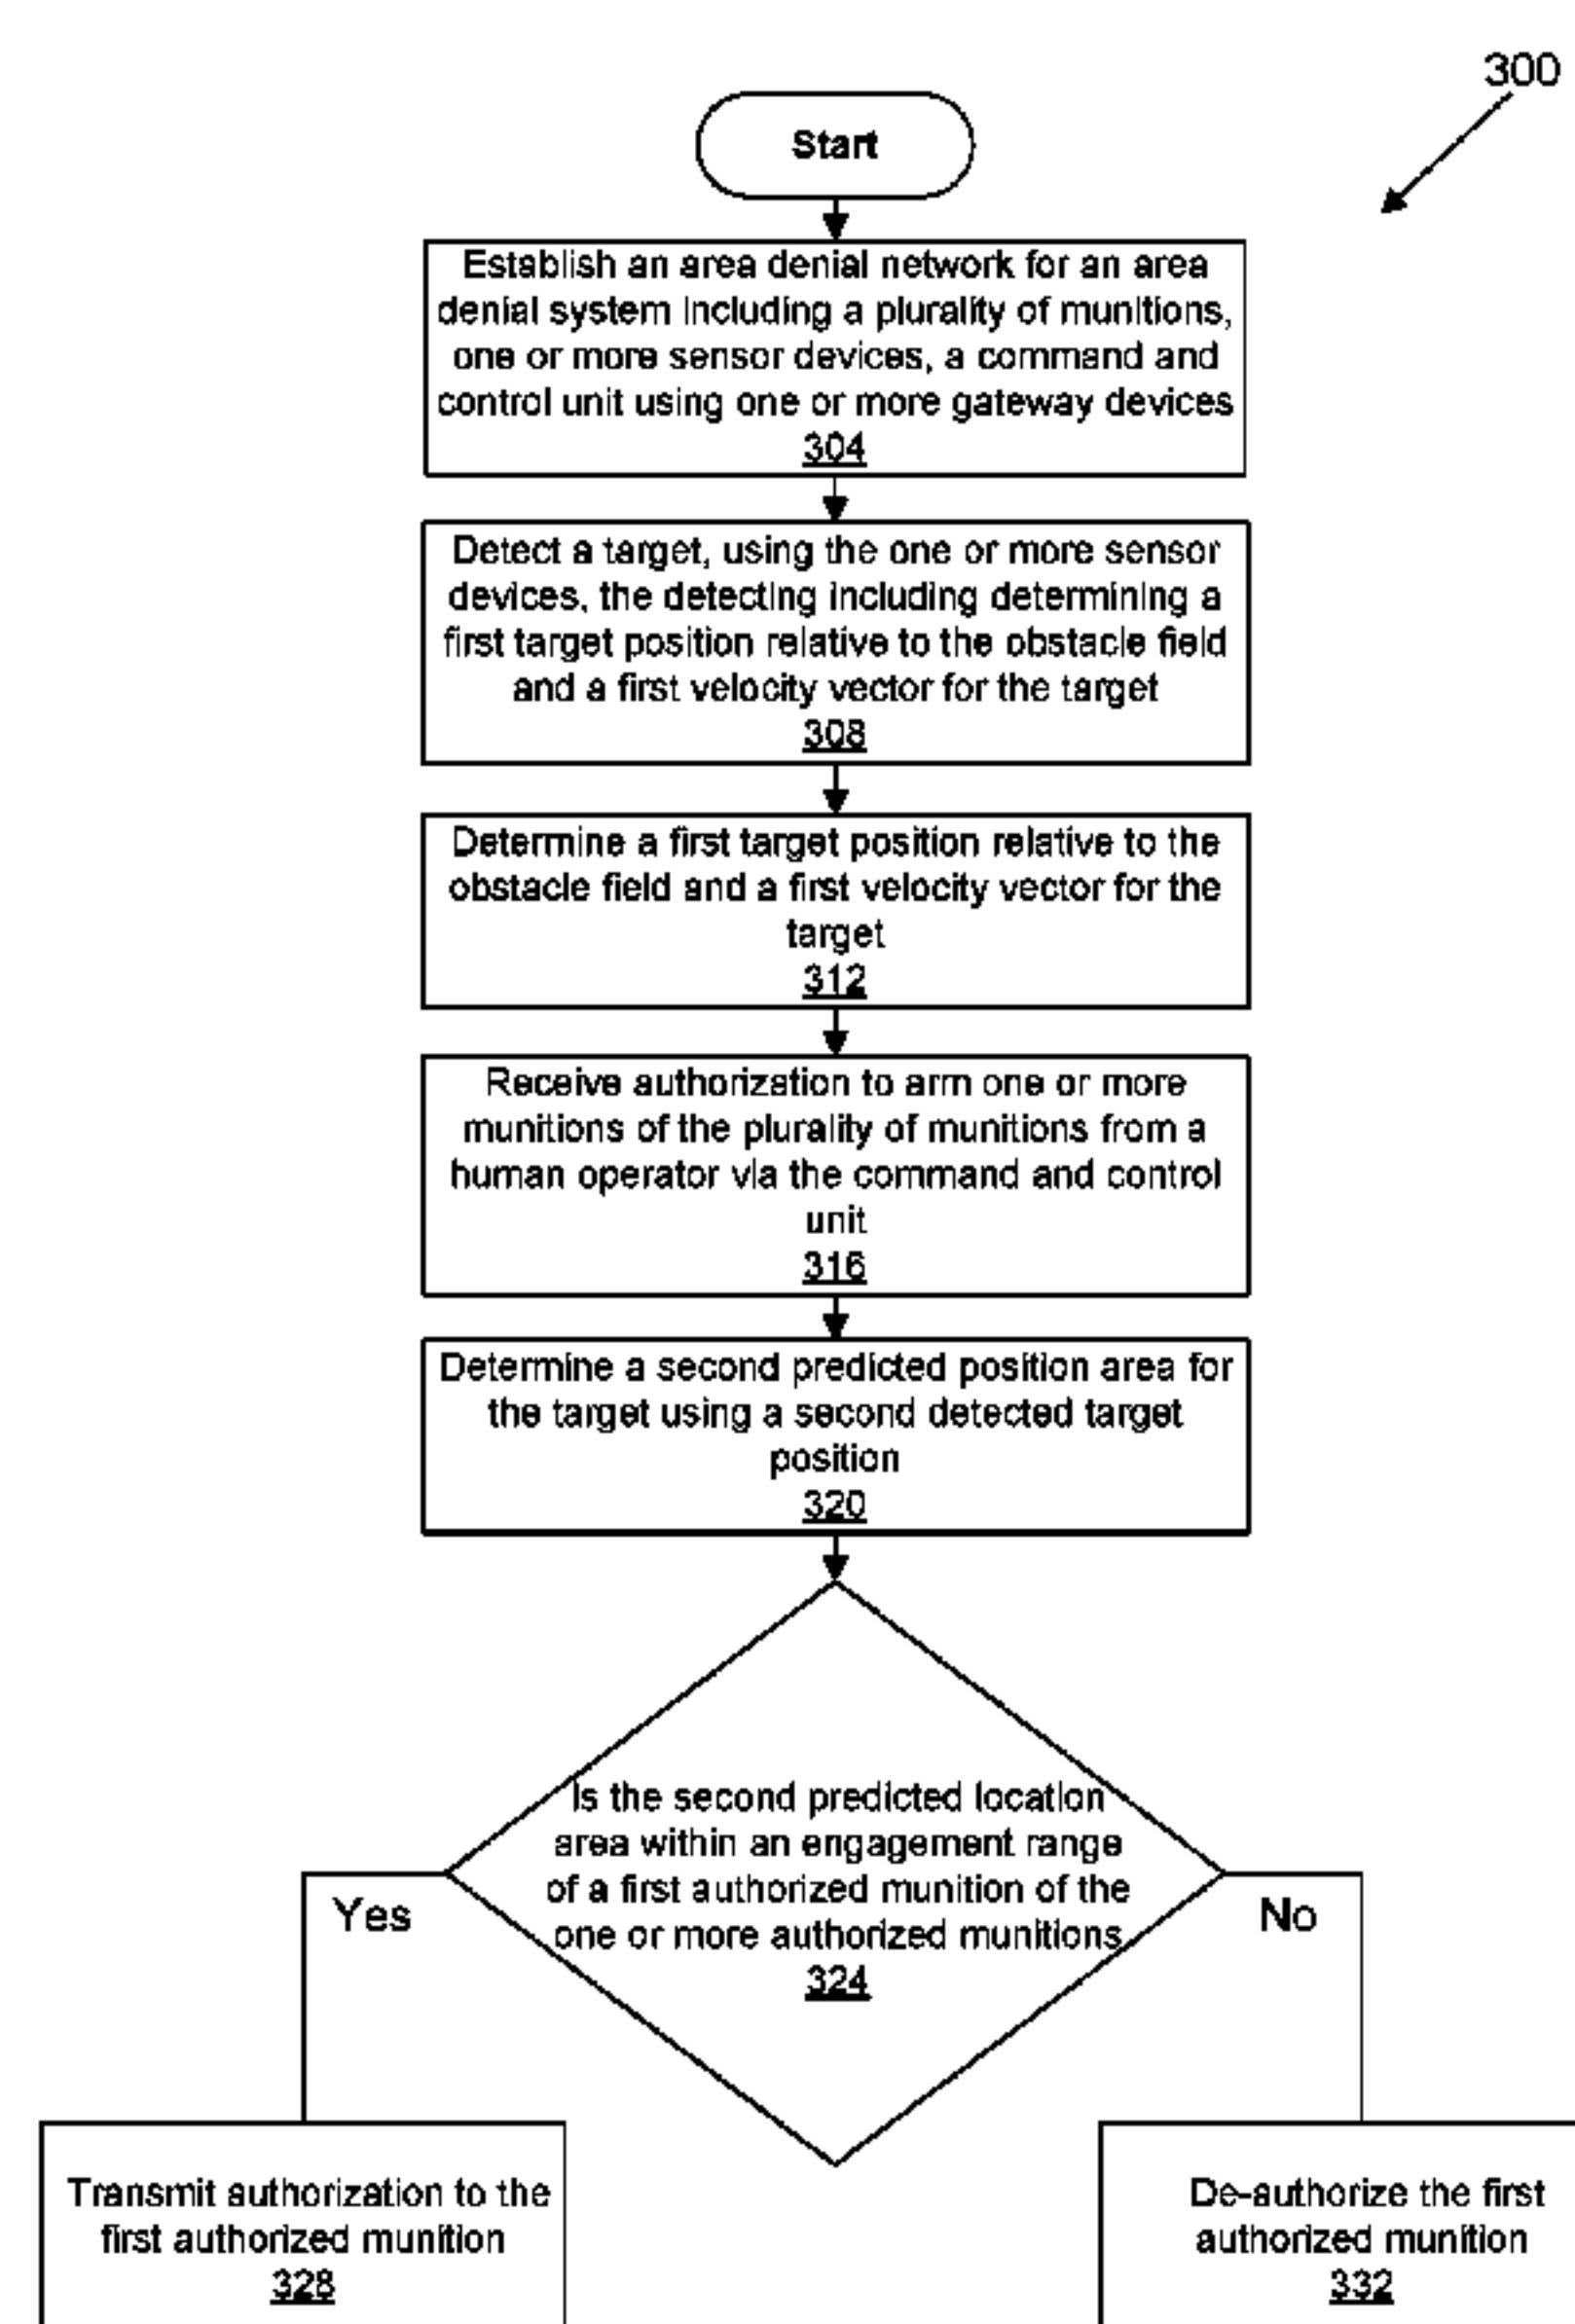 300
Start
Establish an area denial network for an area
denial system including a plurality of munitions,
one or more sensor devices, a command and
control unit using one or more gateway devices
304
Detect a target, using the one or more sensor
devices, the detecting including determining a
first target position relative to the obstacle field
and a first velocity vector for the target
308
Determine a first target position relative to the
obstacle field and a first velocity vector for the
target
312
Receive authorization to arm one or more
munitions of the plurality of munitions from a
human operator via the command and control
unit
316
Determine a second predicted position area for
the target using a second detected target
position
320
Is the second predicted location
area within an engagement range
of a first authorized munition of the
one or more authorized munitions
324
Yes
No
Transmit authorization to the
first authorized munition
328
De-authorize the first
authorized munition
332